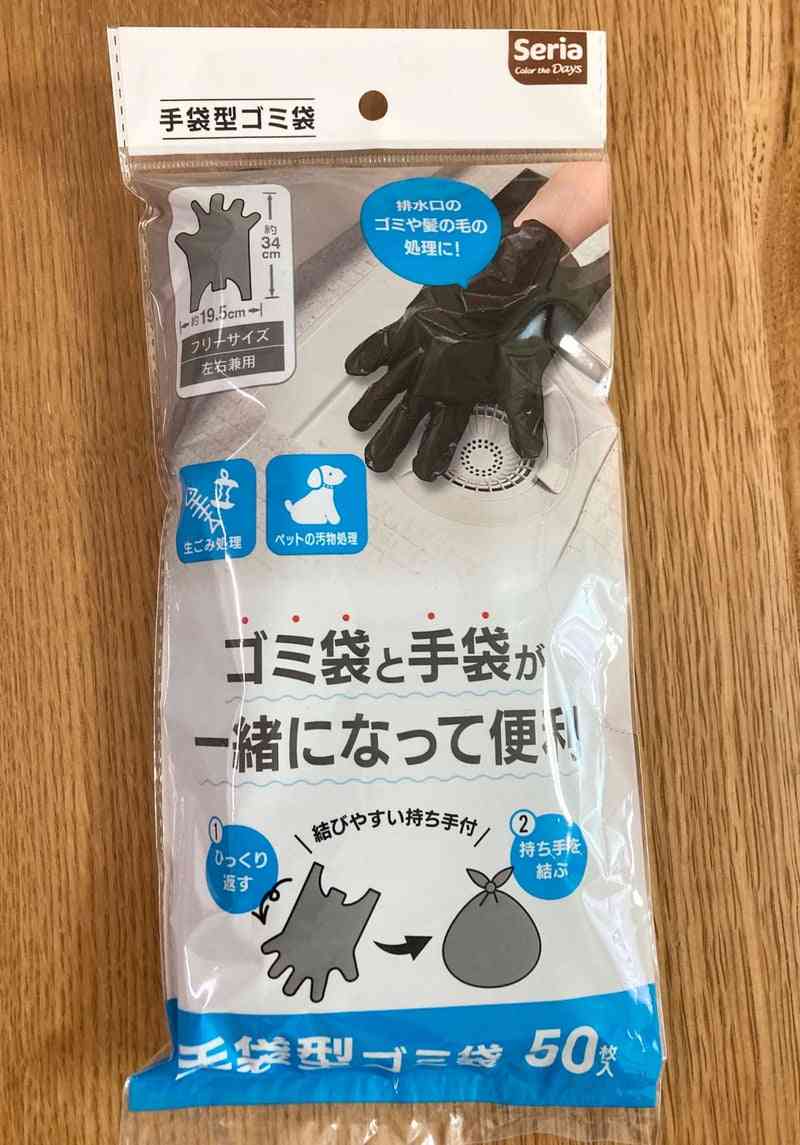 Seria
Color the Days
手袋型ゴミ袋
約
34
cm
約19.5cm
フリーサイズ
左右兼用
排水口の
ゴミや髪の毛の
処理に!
生ごみ処理
ペットの汚物処理
ゴミ袋と手袋が
一緒になって便利
結びやすい持ち手付
1
ひっくり
返す
2
持ち手を
結ぶ
手袋型ゴミ袋 50枚入